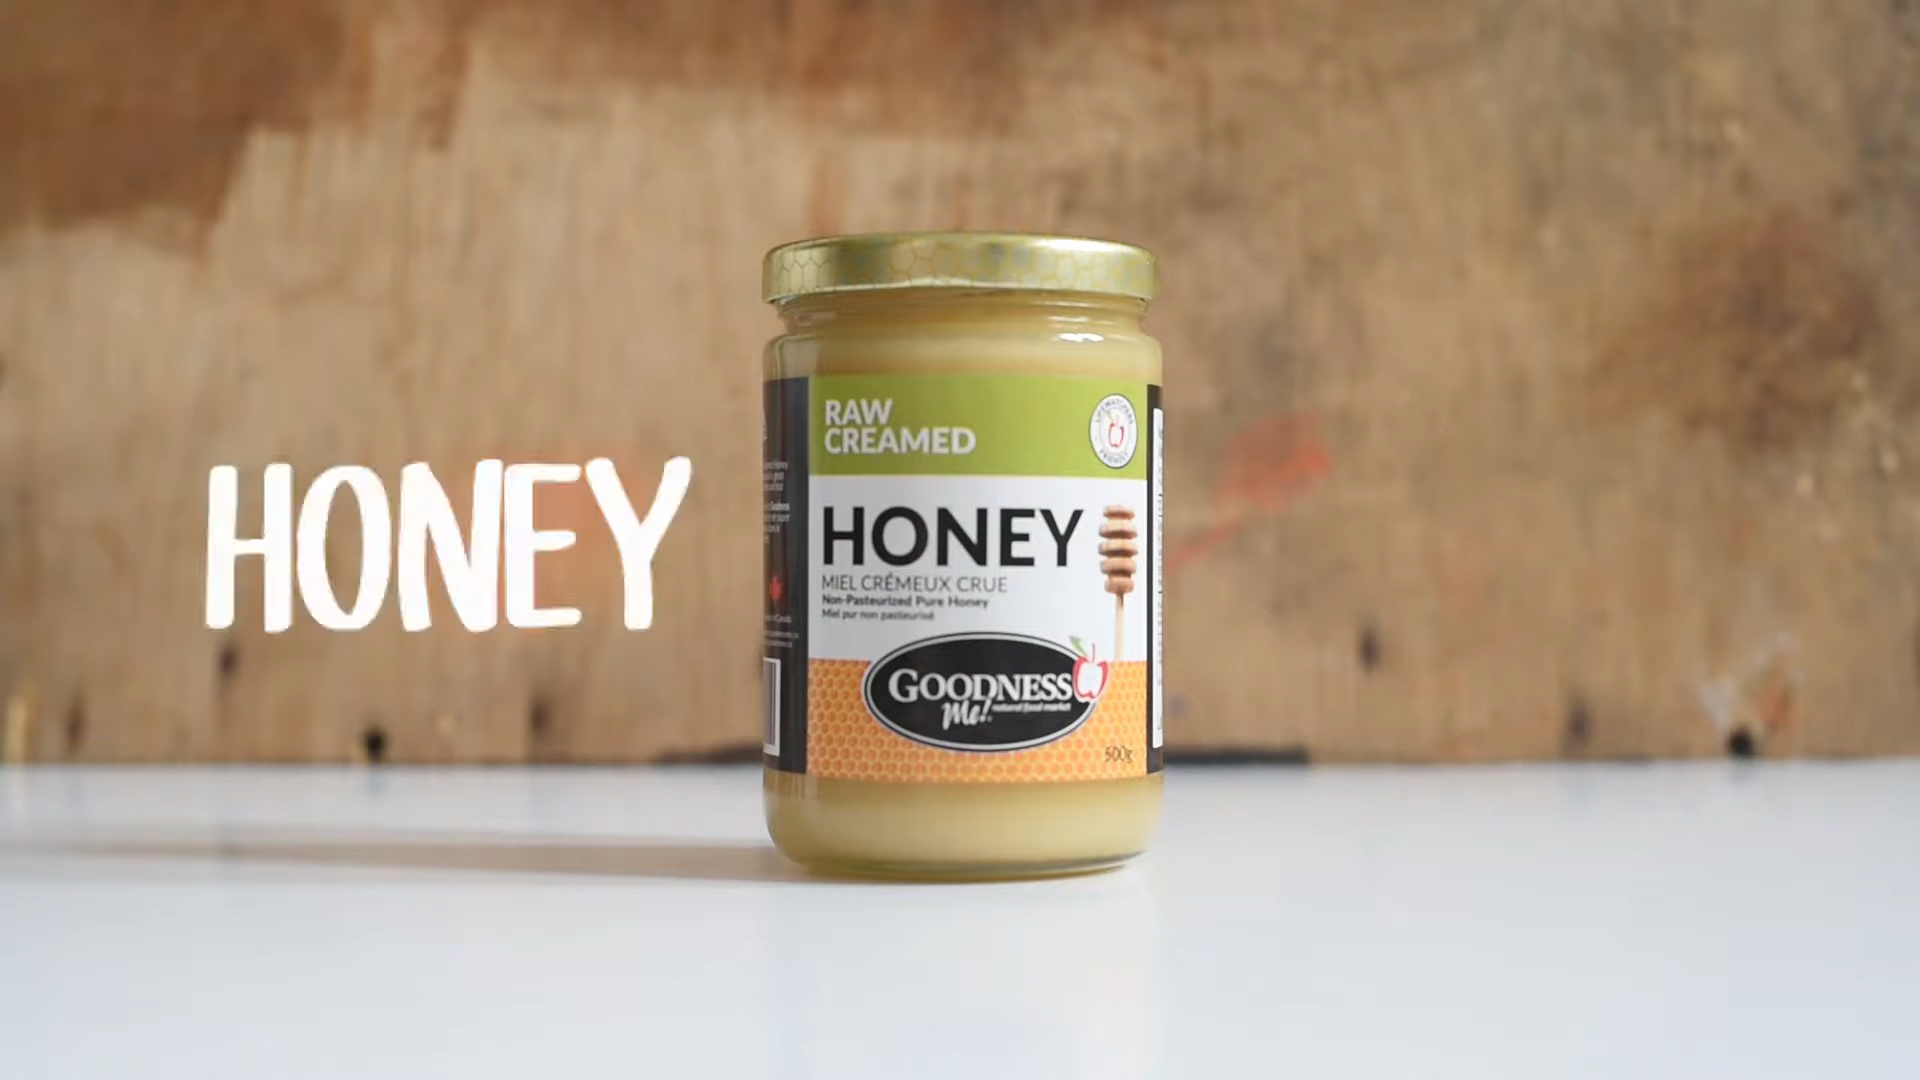 HONEY
RAW
CREAMED
HONEY
MIEL CRÉMEUX CRUE
Non-Pasteurized Pure Honey
Miel pur non pasteurisé
GOODNESS
Me! natural food market
500g